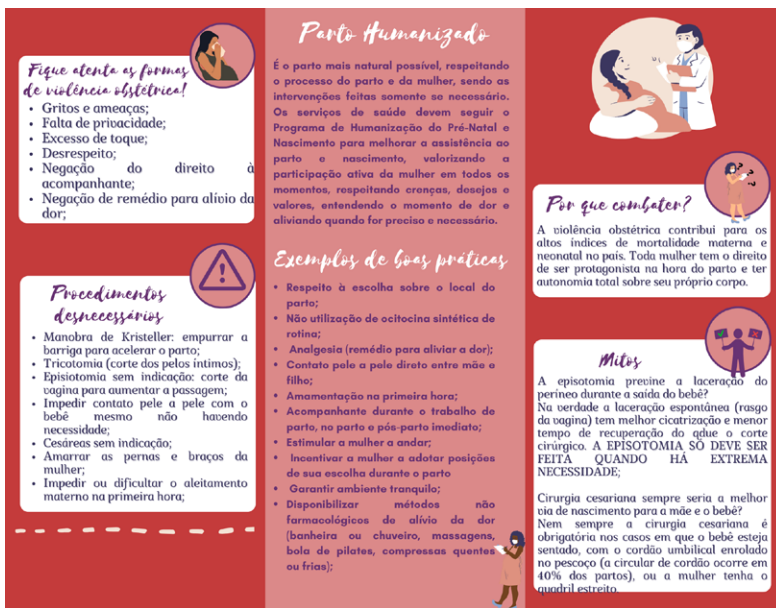 Fique atenta as formas
de violência obstétrica!
• Gritos e ameaças;
• Falta de privacidade;
• Excesso de toque;
• Desrespeito;
• Negação do direito à
acompanhante;
• Negação de remédio para alívio da
dor;
Procedimentos
desnecessários
• Manobra de Kristeller: empurrar a
barriga para acelerar o parto;
• Tricotomia (corte dos pelos íntimos);
• Episiotomia sem indicação: corte da
vagina para aumentar a passagem;
• Impedir contato pele a pele com o
bebê mesmo não havendo
necessidade;
• Cesáreas sem indicação;
• Amarrar as pernas e braços da
mulher;
• Impedir ou dificultar o aleitamento
materno na primeira hora;
Parto Humanizado
É o parto mais natural possível, respeitando
o processo do parto e da mulher, sendo as
intervenções feitas somente se necessário.
Os serviços de saúde devem seguir o
Programa de Humanização do Pré-Natal e
Nascimento para melhorar a assistência ao
parto e nascimento, valorizando a
participação ativa da mulher em todos os
momentos, respeitando crenças, desejos e
valores, entendendo o momento de dor e
aliviando quando for preciso e necessário.
Exemplos de boas práticas
• Respeito à escolha sobre o local do
parto;
• Não utilização de ocitocina sintética de
rotina;
• Analgesia (remédio para aliviar a dor);
• Contato pele a pele direto entre mãe e
filho;
• Amamentação na primeira hora;
• Acompanhante durante o trabalho de
parto, no parto e pós-parto imediato;
• Estimular a mulher a andar;
• Incentivar a mulher a adotar posições
de sua escolha durante o parto
• Garantir ambiente tranquilo;
• Disponibilizar métodos não
farmacológicos de alívio da dor
(banheira ou chuveiro, massagens,
bola de pilates, compressas quentes
ou frias);
Por que combater?
A violência obstétrica contribui para os
altos índices de mortalidade materna e
neonatal no país. Toda mulher tem o direito
de ser protagonista na hora do parto e ter
autonomia total sobre seu próprio corpo.
Mitos
A episotomia previne a laceração do
períneo durante a saída do bebê?
Na verdade a laceração espontânea (rasgo
da vagina) tem melhor cicatrização e menor
tempo de recuperação do qdue o corte
cirúrgico. A EPISOTOMIA SÓ DEVE SER
FEITA QUANDO HÁ EXTREMA
NECESSIDADE;
Cirurgia cesariana sempre seria a melhor
via de nascimento para a mãe e o bebê?
Nem sempre a cirurgia cesariana é
obrigatória nos casos em que o bebê esteja
sentado, com o cordão umbilical enrolado
no pescoço (a circular de cordão ocorre em
40% dos partos), ou a mulher tenha o
quadril estreito.